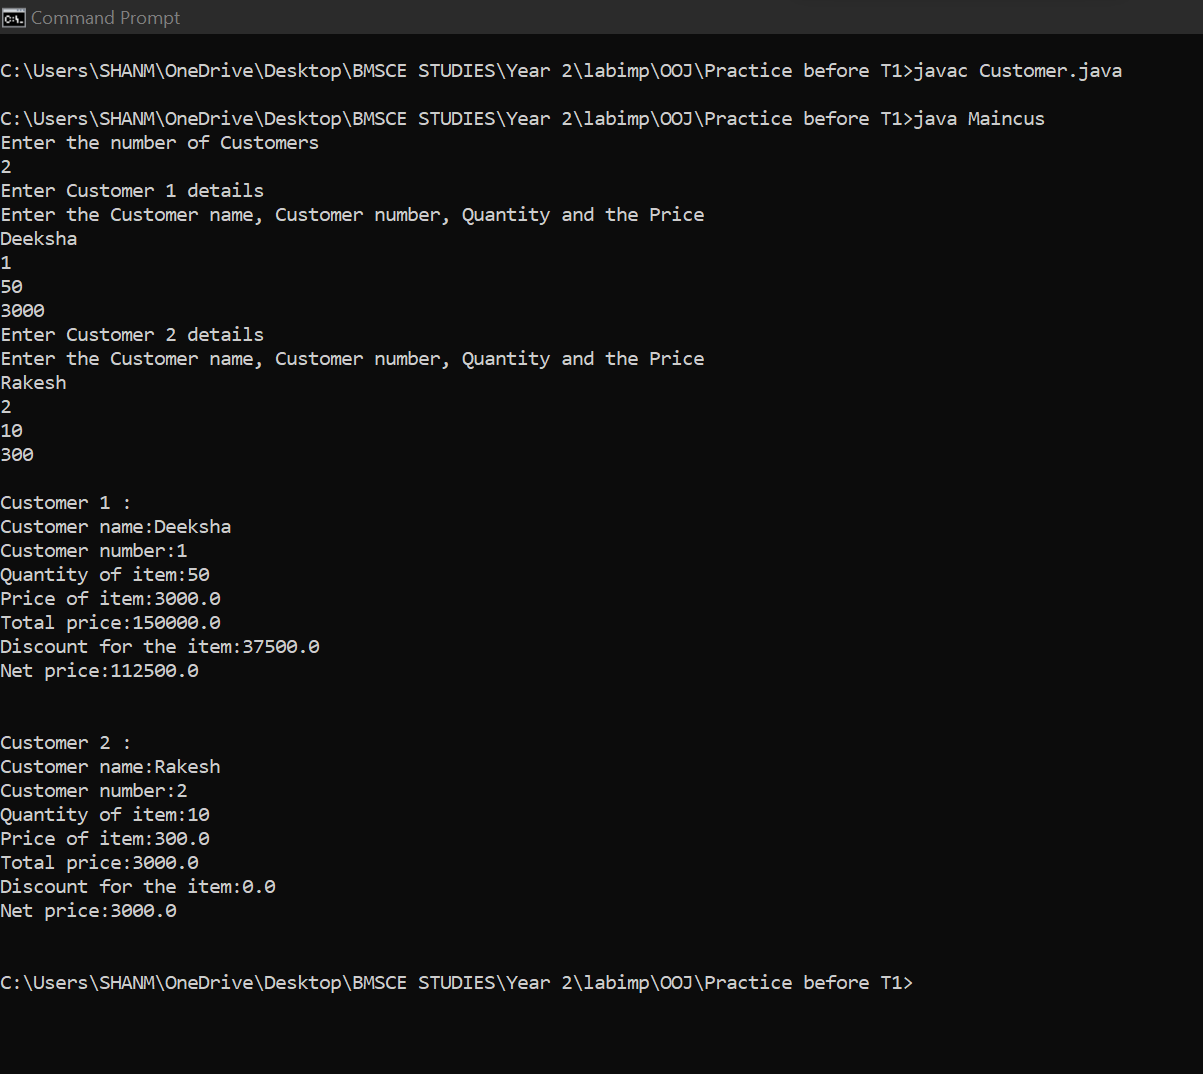 Command Prompt
C:\Users\SHANM\OneDrive\Desktop\BMSCE STUDIES\Year 2\labimp\OOJ\Practice before T1>javac Customer.java
C:\Users\SHANM\OneDrive\Desktop\BMSCE STUDIES\Year 2\labimp\OOJ\Practice before T1>java Maincus
Enter the number of Customers
2
Enter Customer 1 details
Enter the Customer name, Customer number, Quantity and the Price
Deeksha
1
50
3000
Enter Customer 2 details
Enter the Customer name, Customer number, Quantity and the Price
Rakesh
2
10
300
Customer 1 :
Customer name:Deeksha
Customer number:1
Quantity of item:50
Price of item:3000.0
Total price:150000.0
Discount for the item:37500.0
Net price:112500.0
Customer 2 :
Customer name:Rakesh
Customer number:2
Quantity of item:10
Price of item:300.0
Total price:3000.0
Discount for the item:0.0
Net price:3000.0
C:\Users\SHANM\OneDrive\Desktop\BMSCE STUDIES\Year 2\labimp\OOJ\Practice before T1>